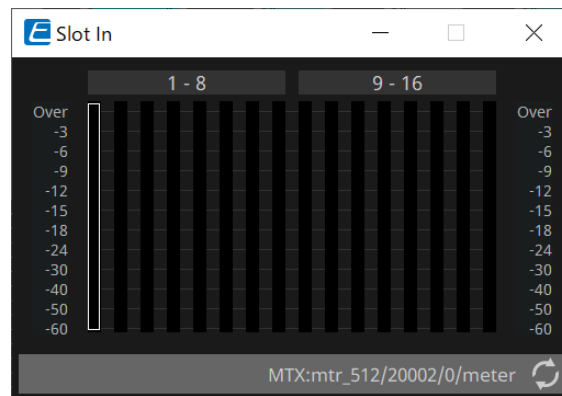 Slot In
1 - 8 9 - 16
Over Over
-3 -3
-6 -6
-9 -9
-12 -12
-15 -15
-18 -18
-24 -24
-30 -30
-40 -40
-50 -50
-60 -60
MTX:mtr_512/20002/0/meter